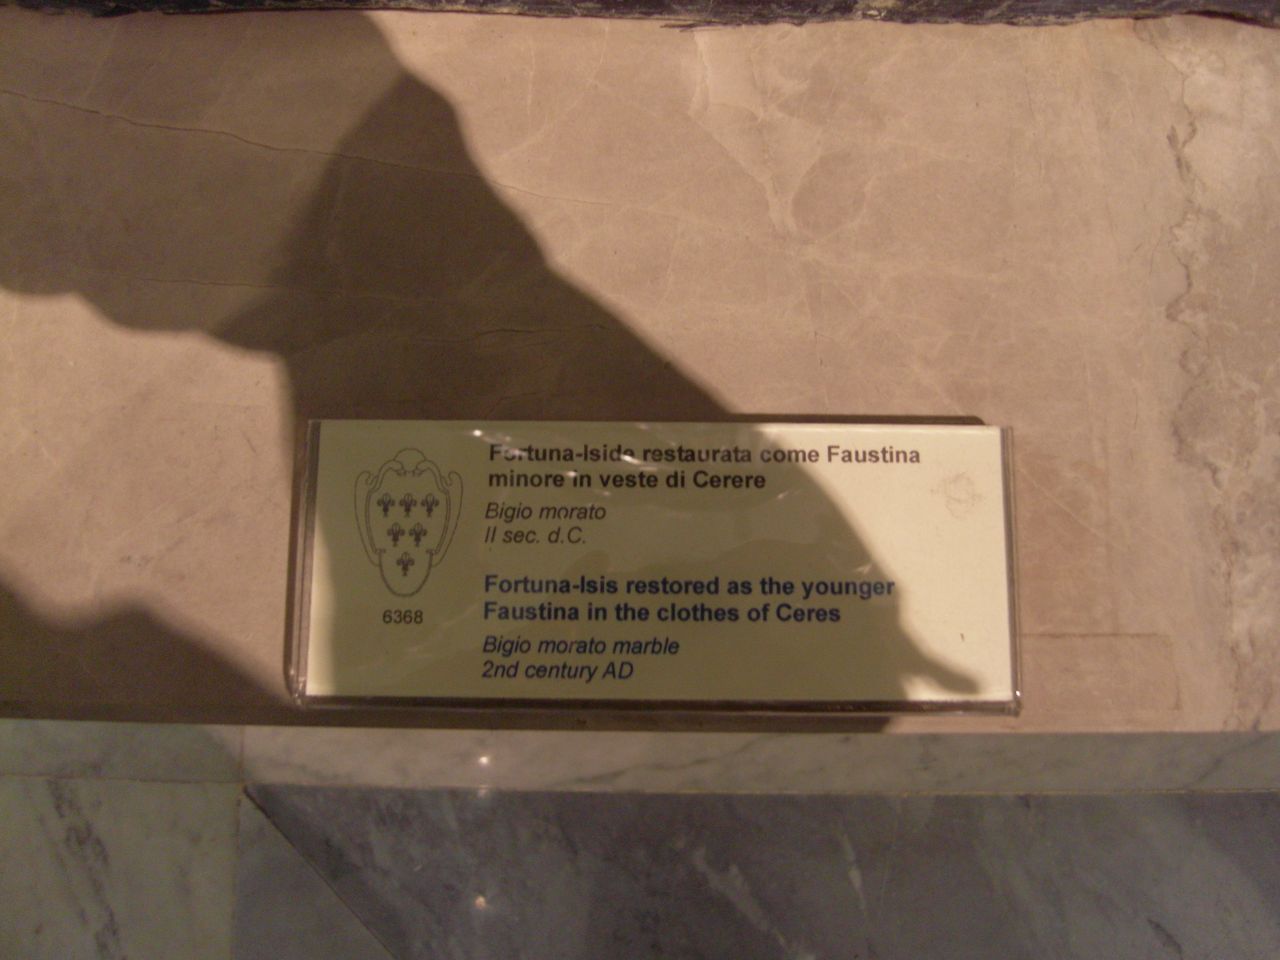 Fortuna-Iside restaurata come Faustina
minore in veste di Cerere
Bigio morato
II sec. d.C.
Fortuna-Isis restored as the younger
Faustina in the clothes of Ceres
Bigio morato marble
2nd century AD
6368